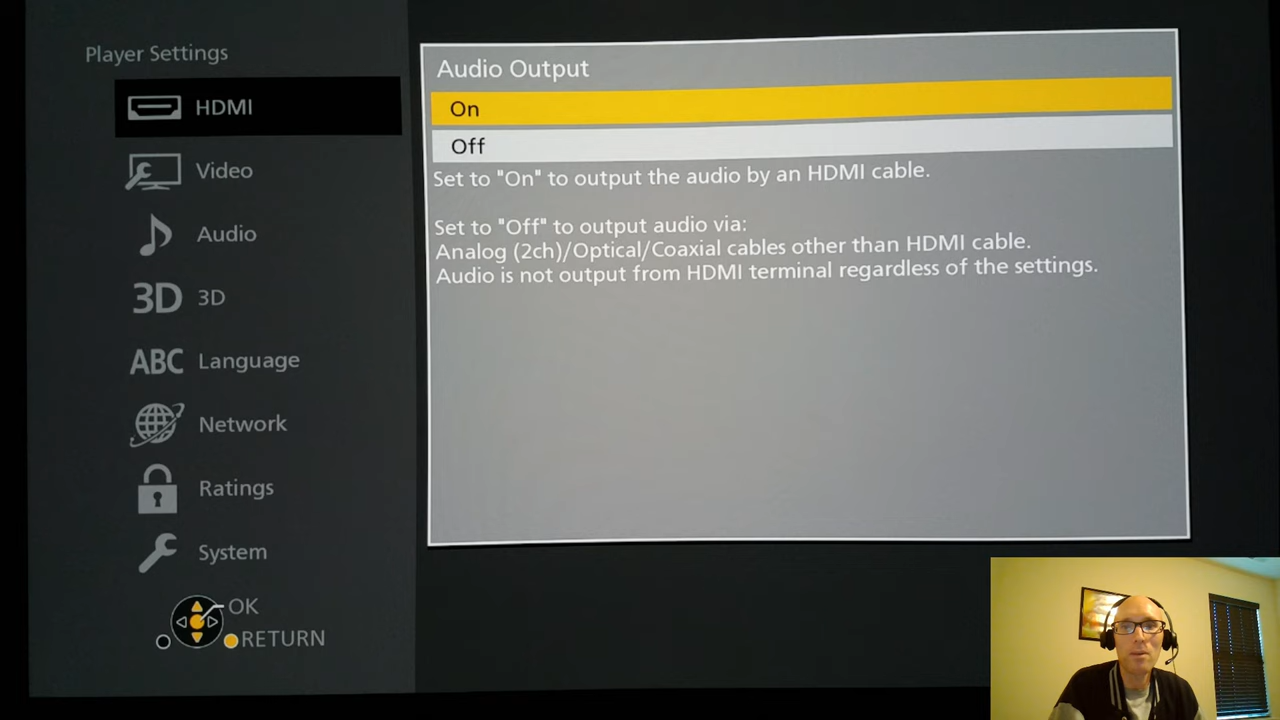 Player Settings
HDMI
Video
Audio
3D 3D
ABC Language
Network
Ratings
System
OK
RETURN
Audio Output
On
Off
Set to "On" to output the audio by an HDMI cable.
Set to "Off" to output audio via:
Analog (2ch)/Optical/Coaxial cables other than HDMI cable.
Audio is not output from HDMI terminal regardless of the settings.